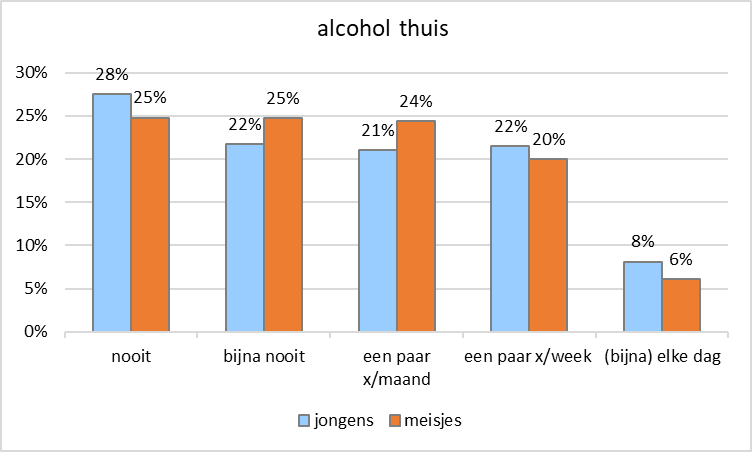 alcohol thuis
30%
25%
20%
15%
10%
5%
0%
28%
25%
22%
25%
21%
24%
22%
20%
8%
6%
nooit
bijna nooit
een paar
x/maand
een paar x/week
(bijna) elke dag
jongens
meisjes